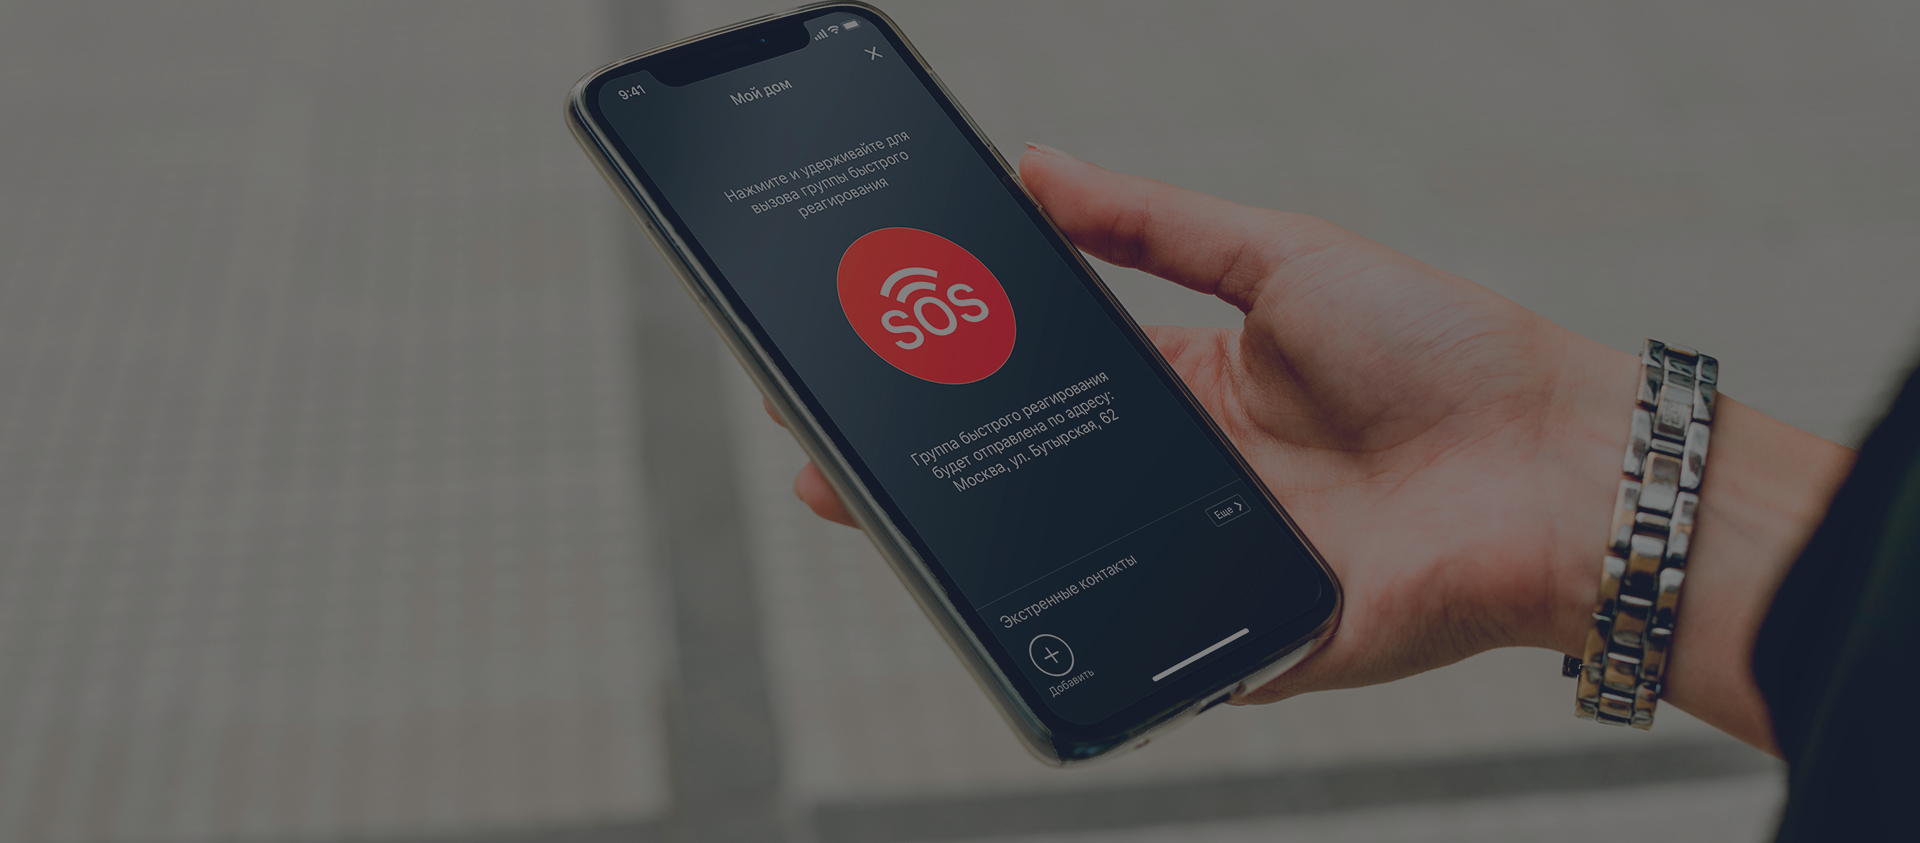 9:41
Мой дом
Нажмите и удерживайте для
вызова группы быстрого
реагирования
SOS
Группа быстрого реагирования
будет отправлена по адресу:
Москва, ул. Бутырская, 62
Еще
Экстренные контакты
Добавить